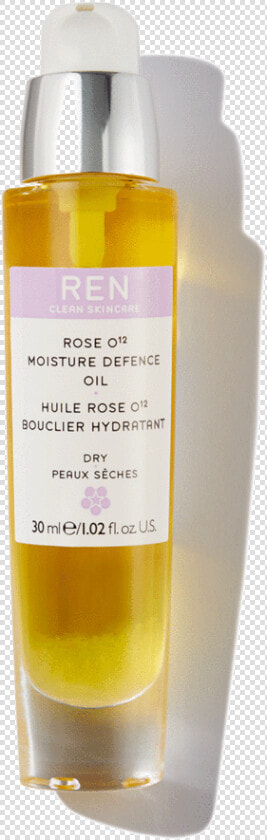 REN
CLEAN SKINCARE
ROSE O¹²
MOISTURE DEFENCE
OIL
HUILE ROSE O¹²
BOUCLIER HYDRATANT
DRY
PEAUX SÈCHES
30 ml℮/1.02 fl. oz. U.S.